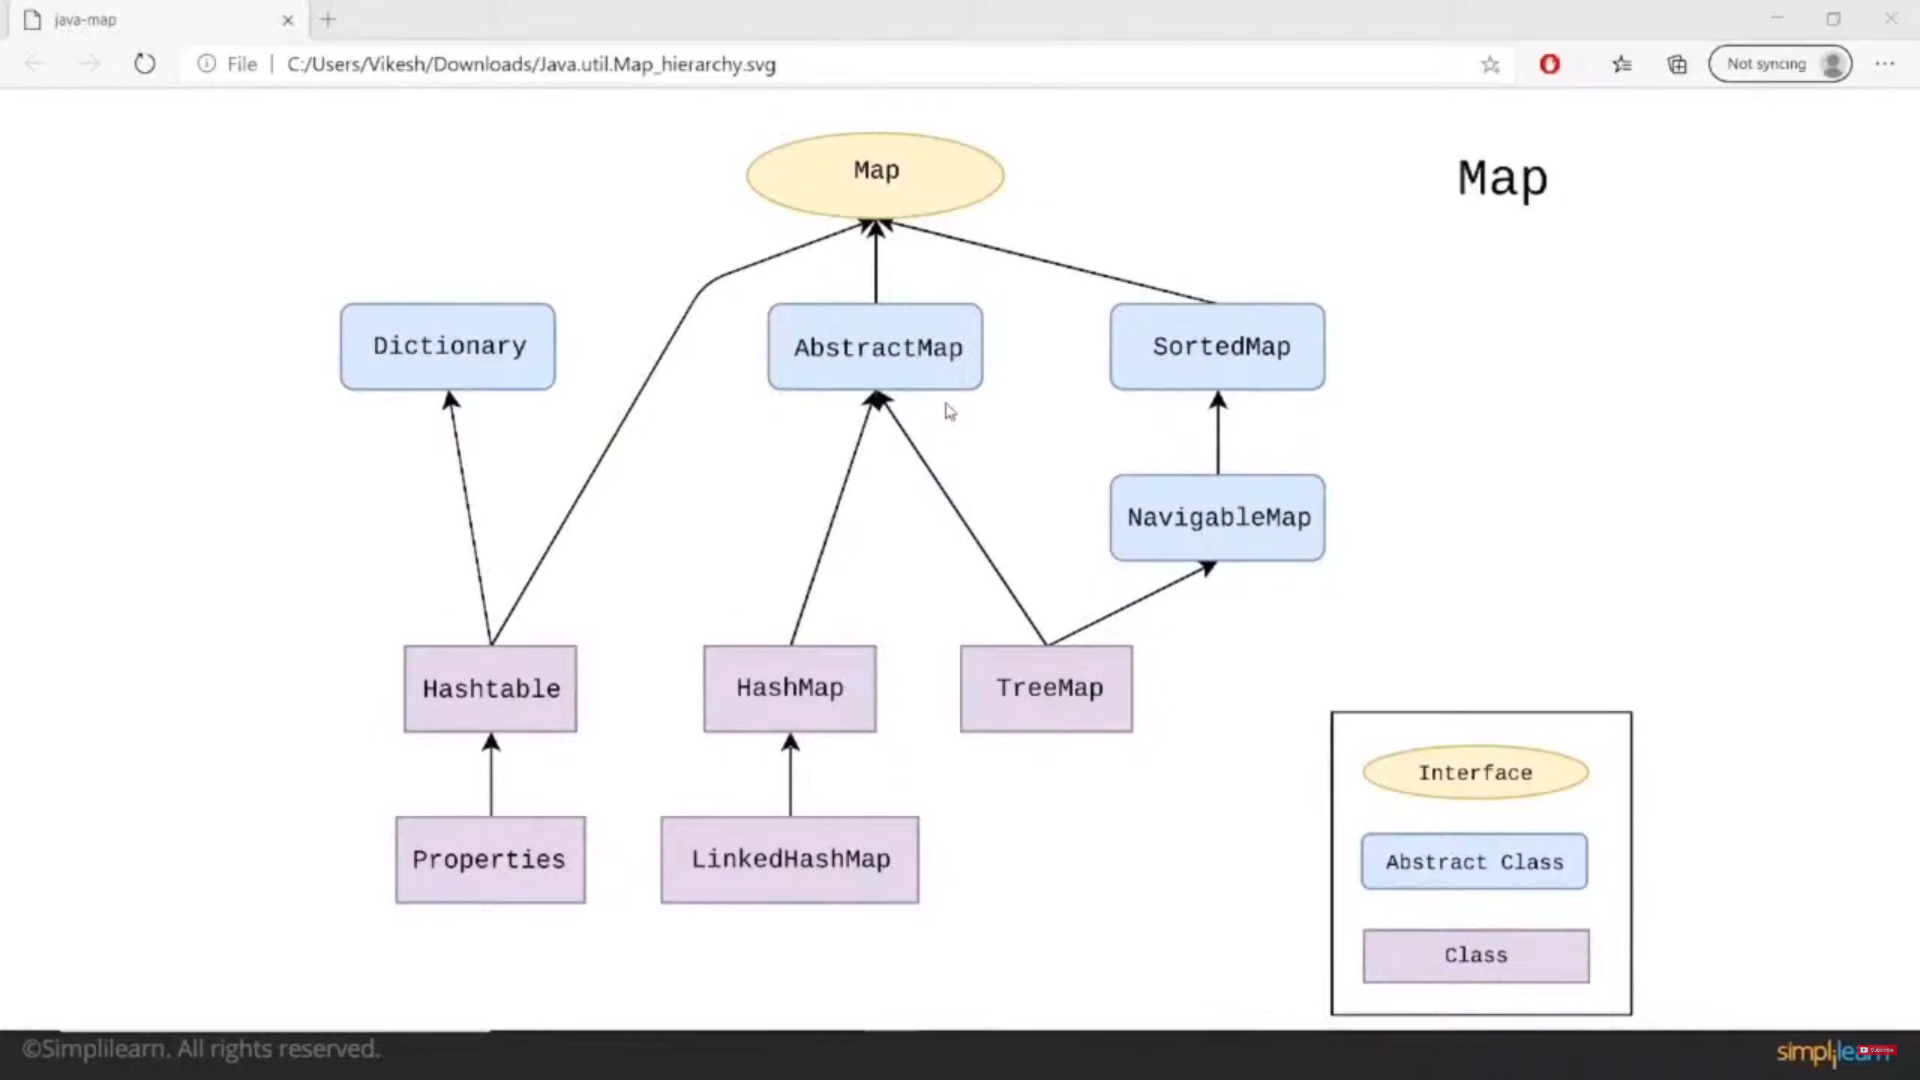 java-map
File | C:/Users/Vikesh/Downloads/Java.util.Map_hierarchy.svg
Not syncing
Map
Map
Dictionary
AbstractMap
SortedMap
NavigableMap
Hashtable
HashMap
TreeMap
Properties
LinkedHashMap
Interface
Abstract Class
Class
©Simplilearn. All rights reserved.
simplilearn
Subscribe